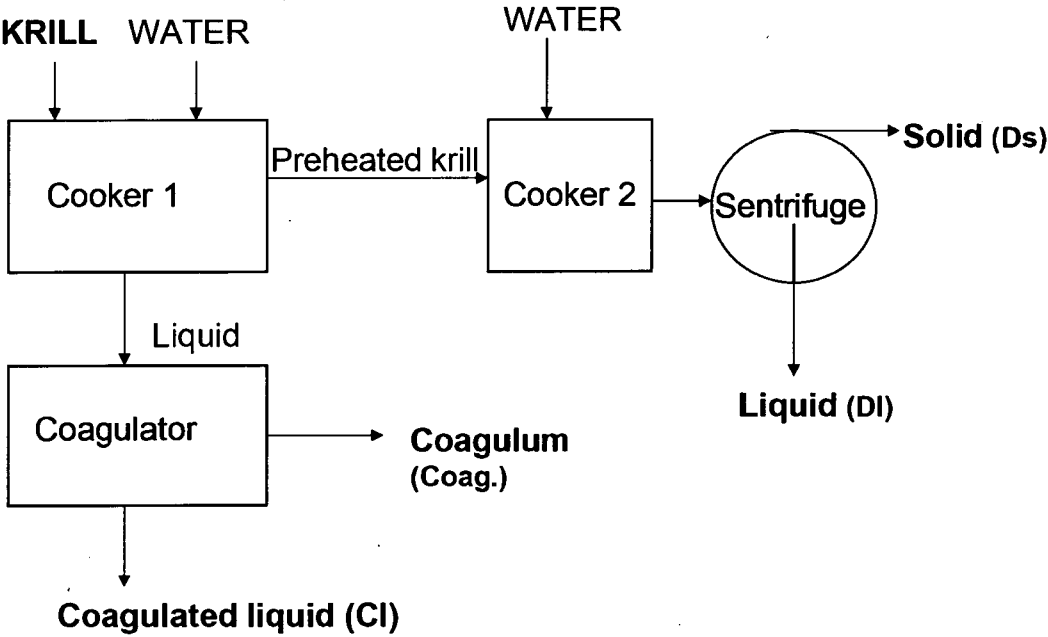 KRILL WATER
WATER
Cooker 1
Preheated krill
Cooker 2
Sentrifuge
Solid (Ds)
Liquid
Liquid (Dl)
Coagulator
Coagulum
(Coag.)
Coagulated liquid (Cl)